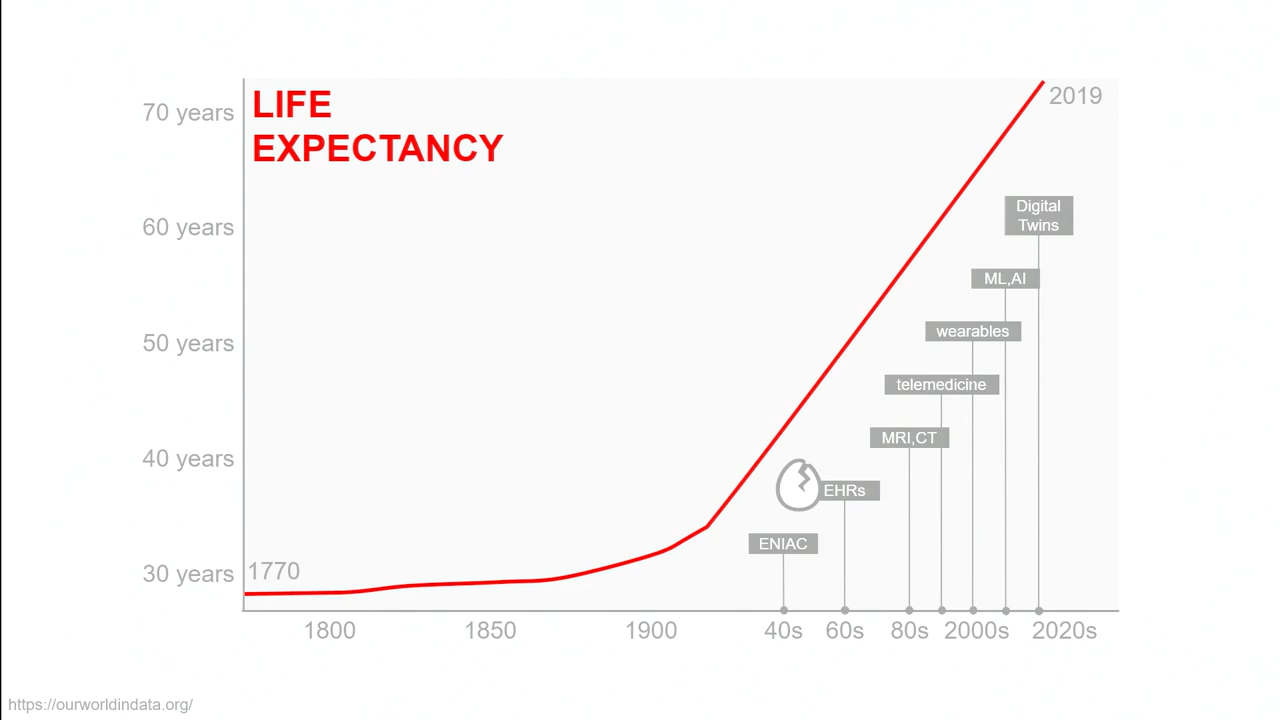 LIFE
EXPECTANCY
2019
70 years
60 years
50 years
40 years
30 years
1770
Digital
Twins
ML,AI
wearables
telemedicine
MRI,CT
EHRs
ENIAC
1800
1850
1900
40s
60s
80s
2000s
2020s
https://ourworldindata.org/